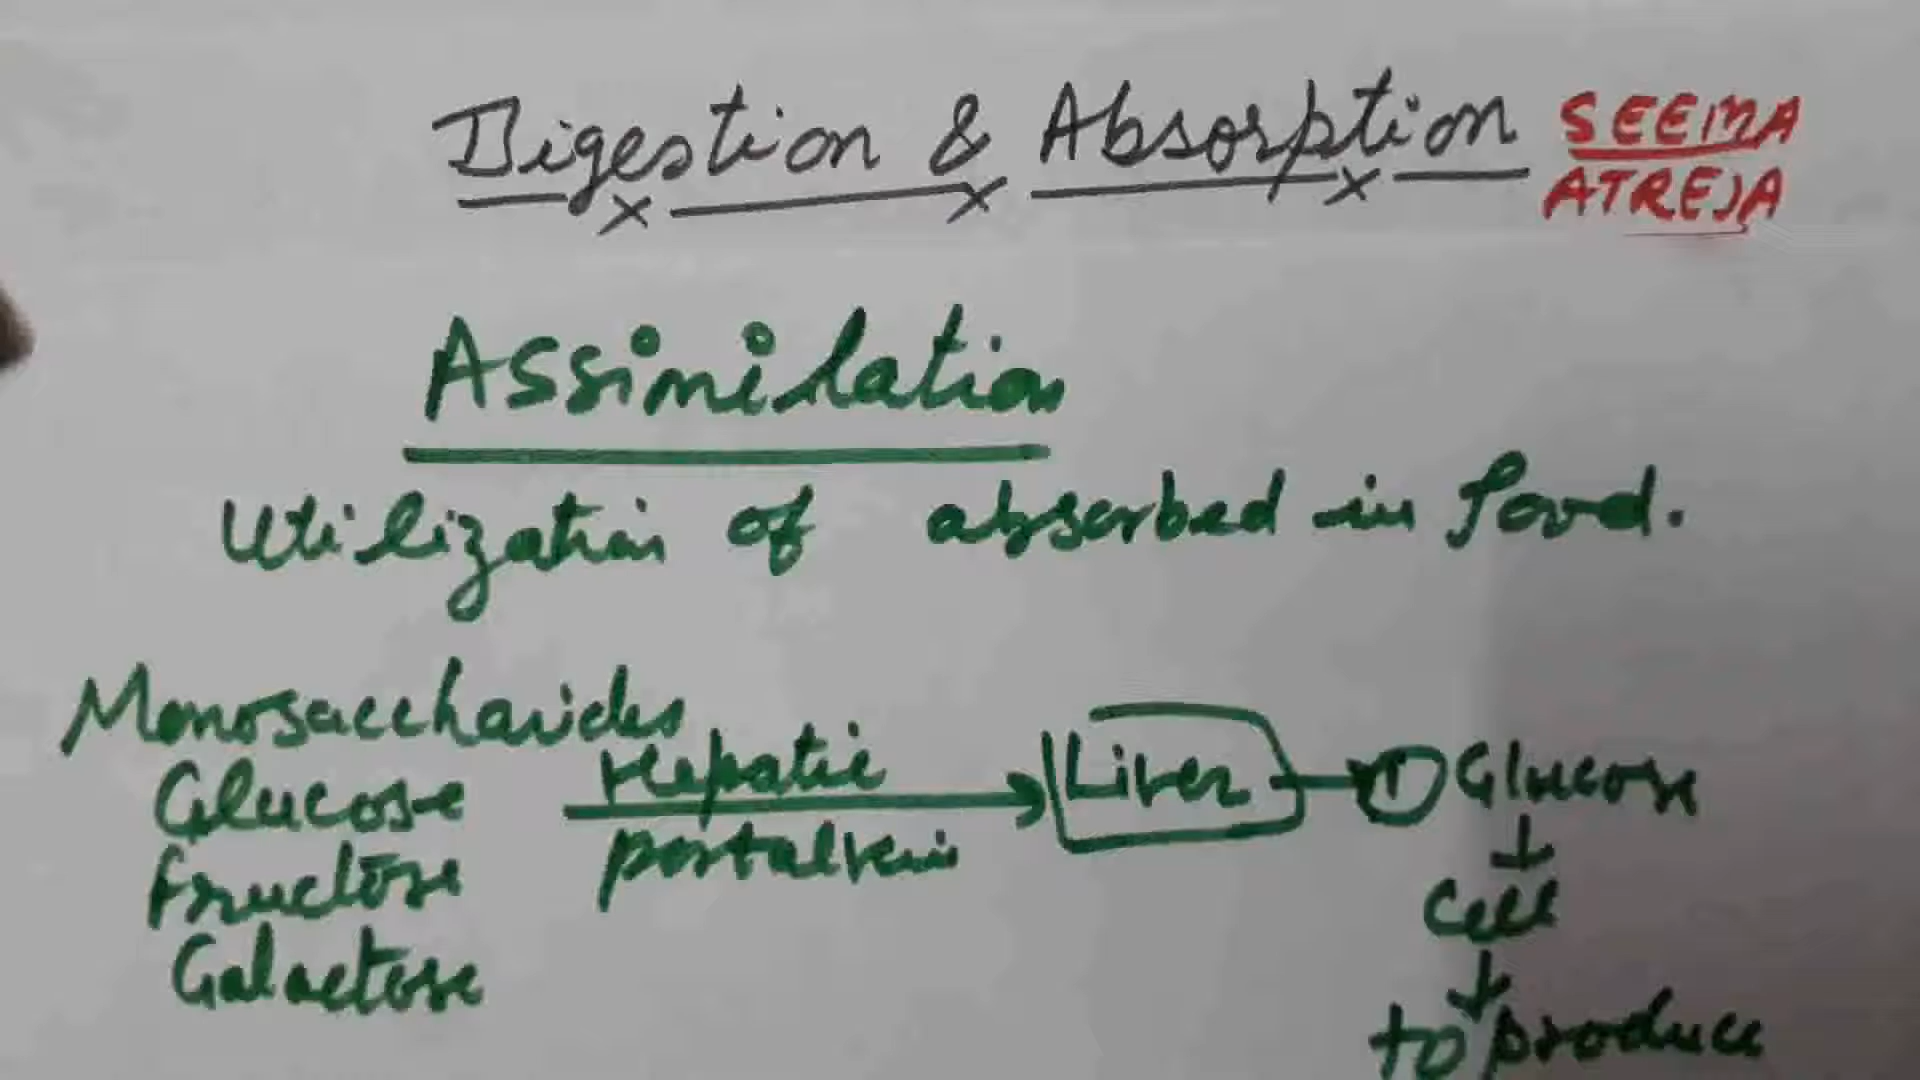 Digestion & Absorption
SEEMA
ATREJA
Assimilation
Utilization of absorbed in food.
Monosaccharides
Glucose
Fructose
Galactose
Hepatic
portal vein
Liver
1 Glucose
Cell
to produce